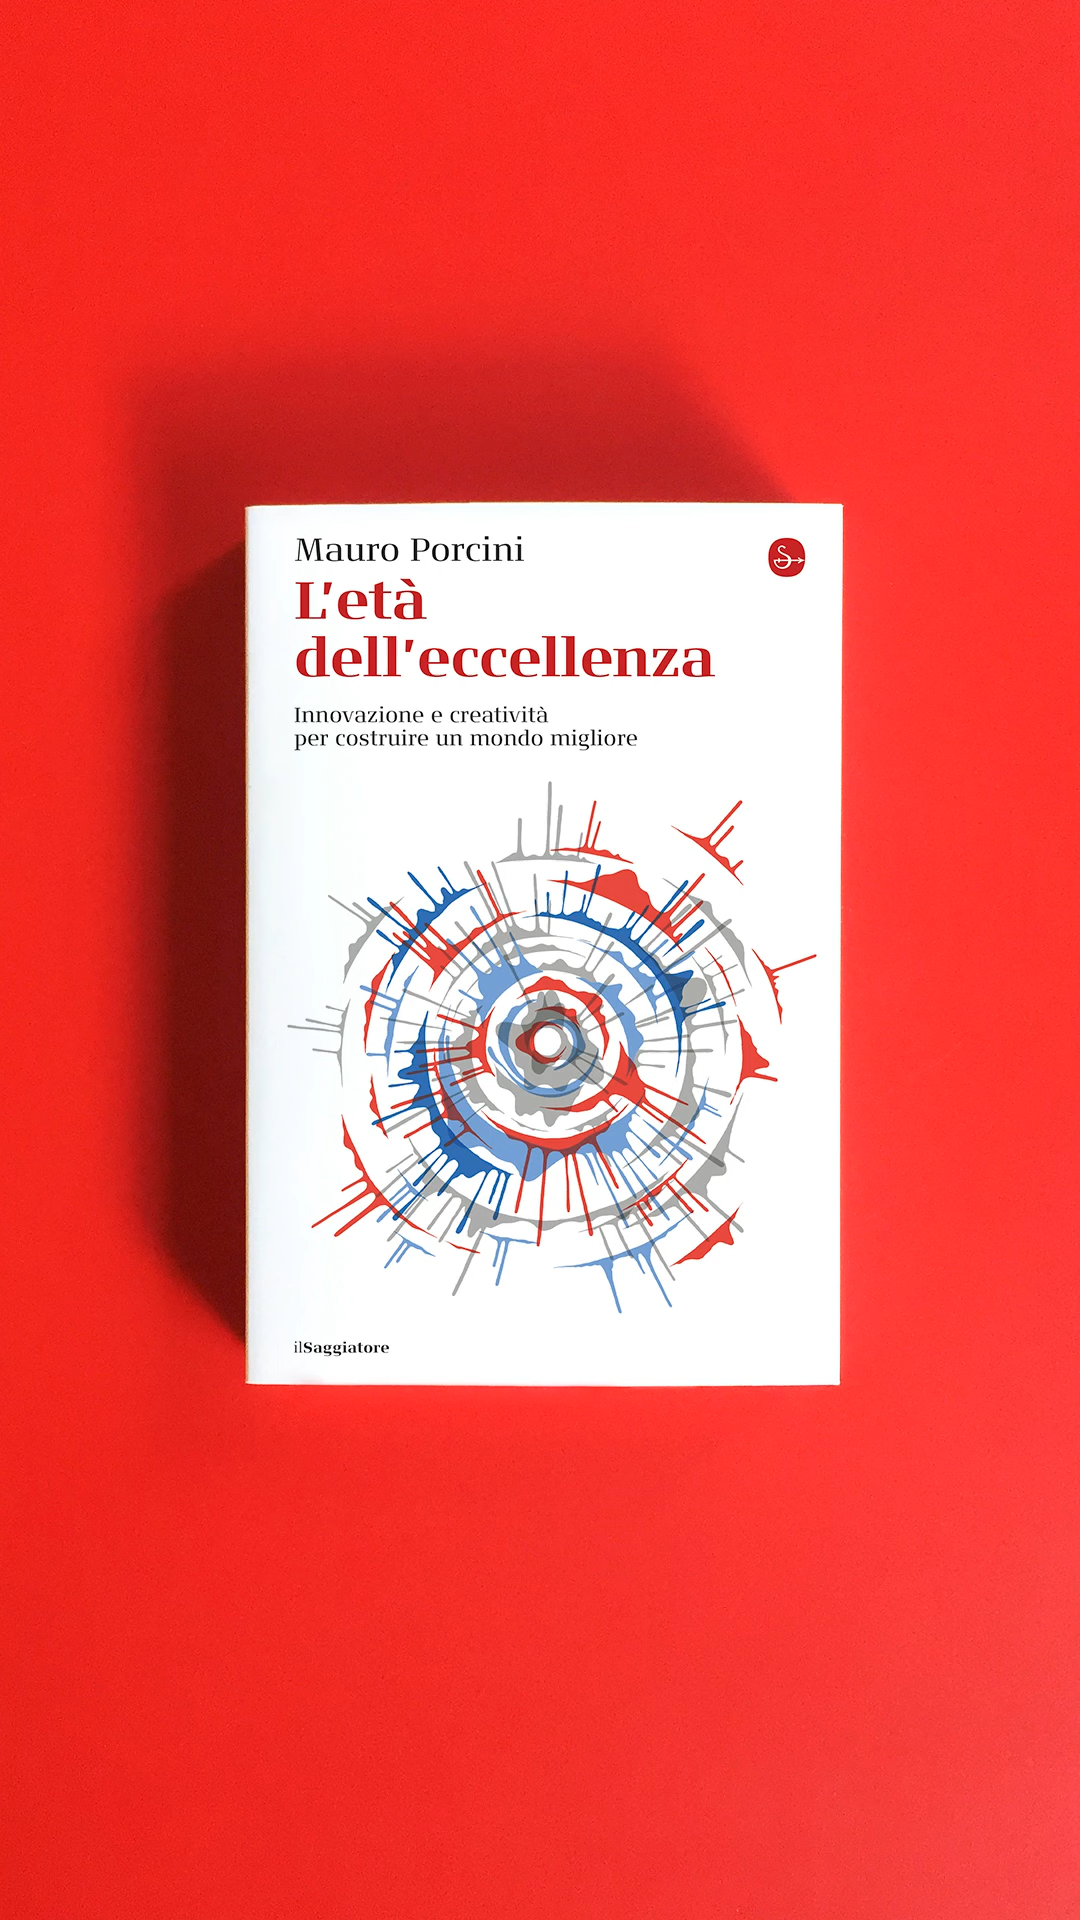 Mauro Porcini
L'età
dell'eccellenza
Innovazione e creatività
per costruire un mondo migliore
ilSaggiatore